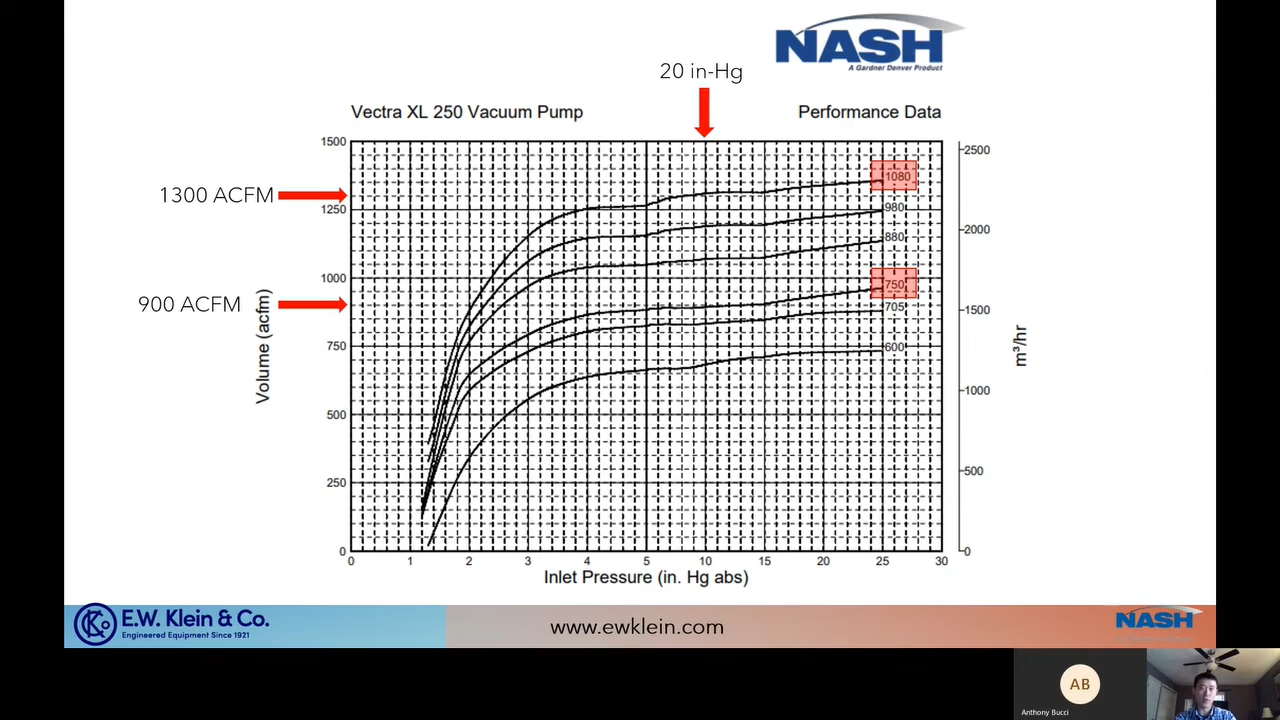 NASH
A Gardner Denver Product
20 in-Hg
Vectra XL 250 Vacuum Pump
Performance Data
1500
1250
1000
750
500
250
0
1300 ACFM
900 ACFM
Volume (acfm)
1080
980
880
750
705
600
2500
2000
1500
1000
500
0
m³/hr
0 1 2 3 4 5 10 15 20 25 30
Inlet Pressure (in. Hg abs)
E.W. Klein & Co.
Engineered Equipment Since 1921
www.ewklein.com
NASH
AB
Anthony Bucci